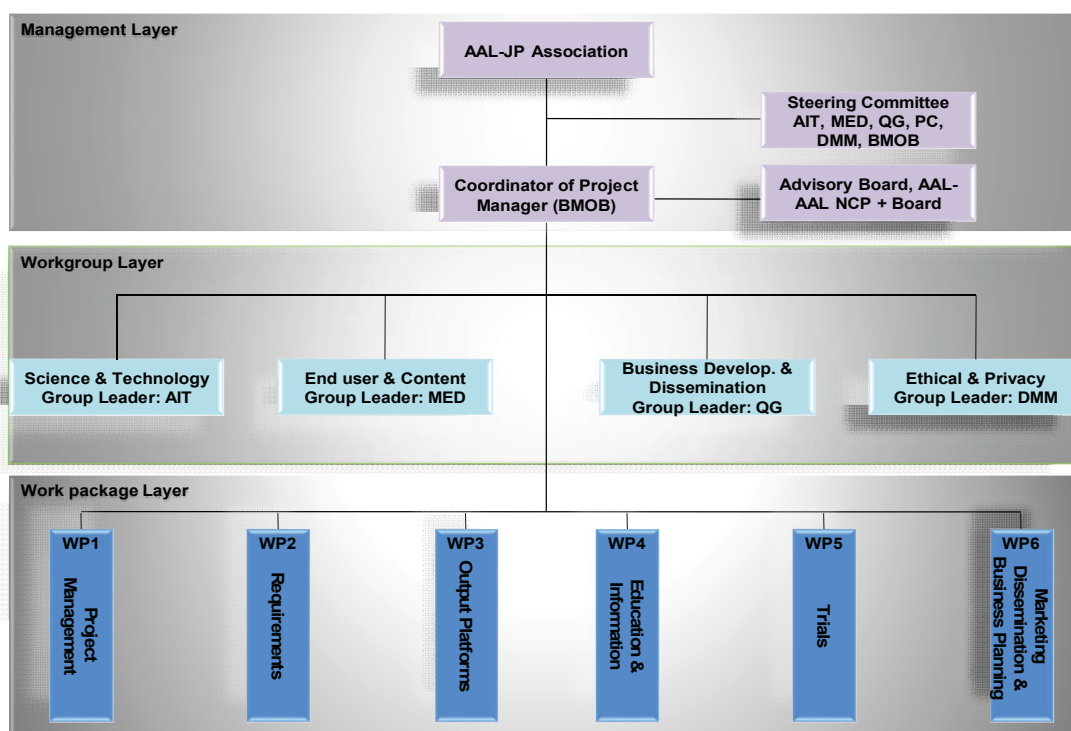 Management Layer
AAL-JP Association
Steering Committee
AIT, MED, QG, PC,
DMM, BMOB
Coordinator of Project
Manager (BMOB)
Advisory Board, AAL-
AAL NCP + Board
Workgroup Layer
Science & Technology
Group Leader: AIT
End user & Content
Group Leader: MED
Business Develop. &
Dissemination
Group Leader: QG
Ethical & Privacy
Group Leader: DMM
Work package Layer
WP1
Project
Management
WP2
Requirements
WP3
Output Platforms
WP4
Education &
Information
WP5
Trials
WP6
Marketing
Dissemination &
Business Planning